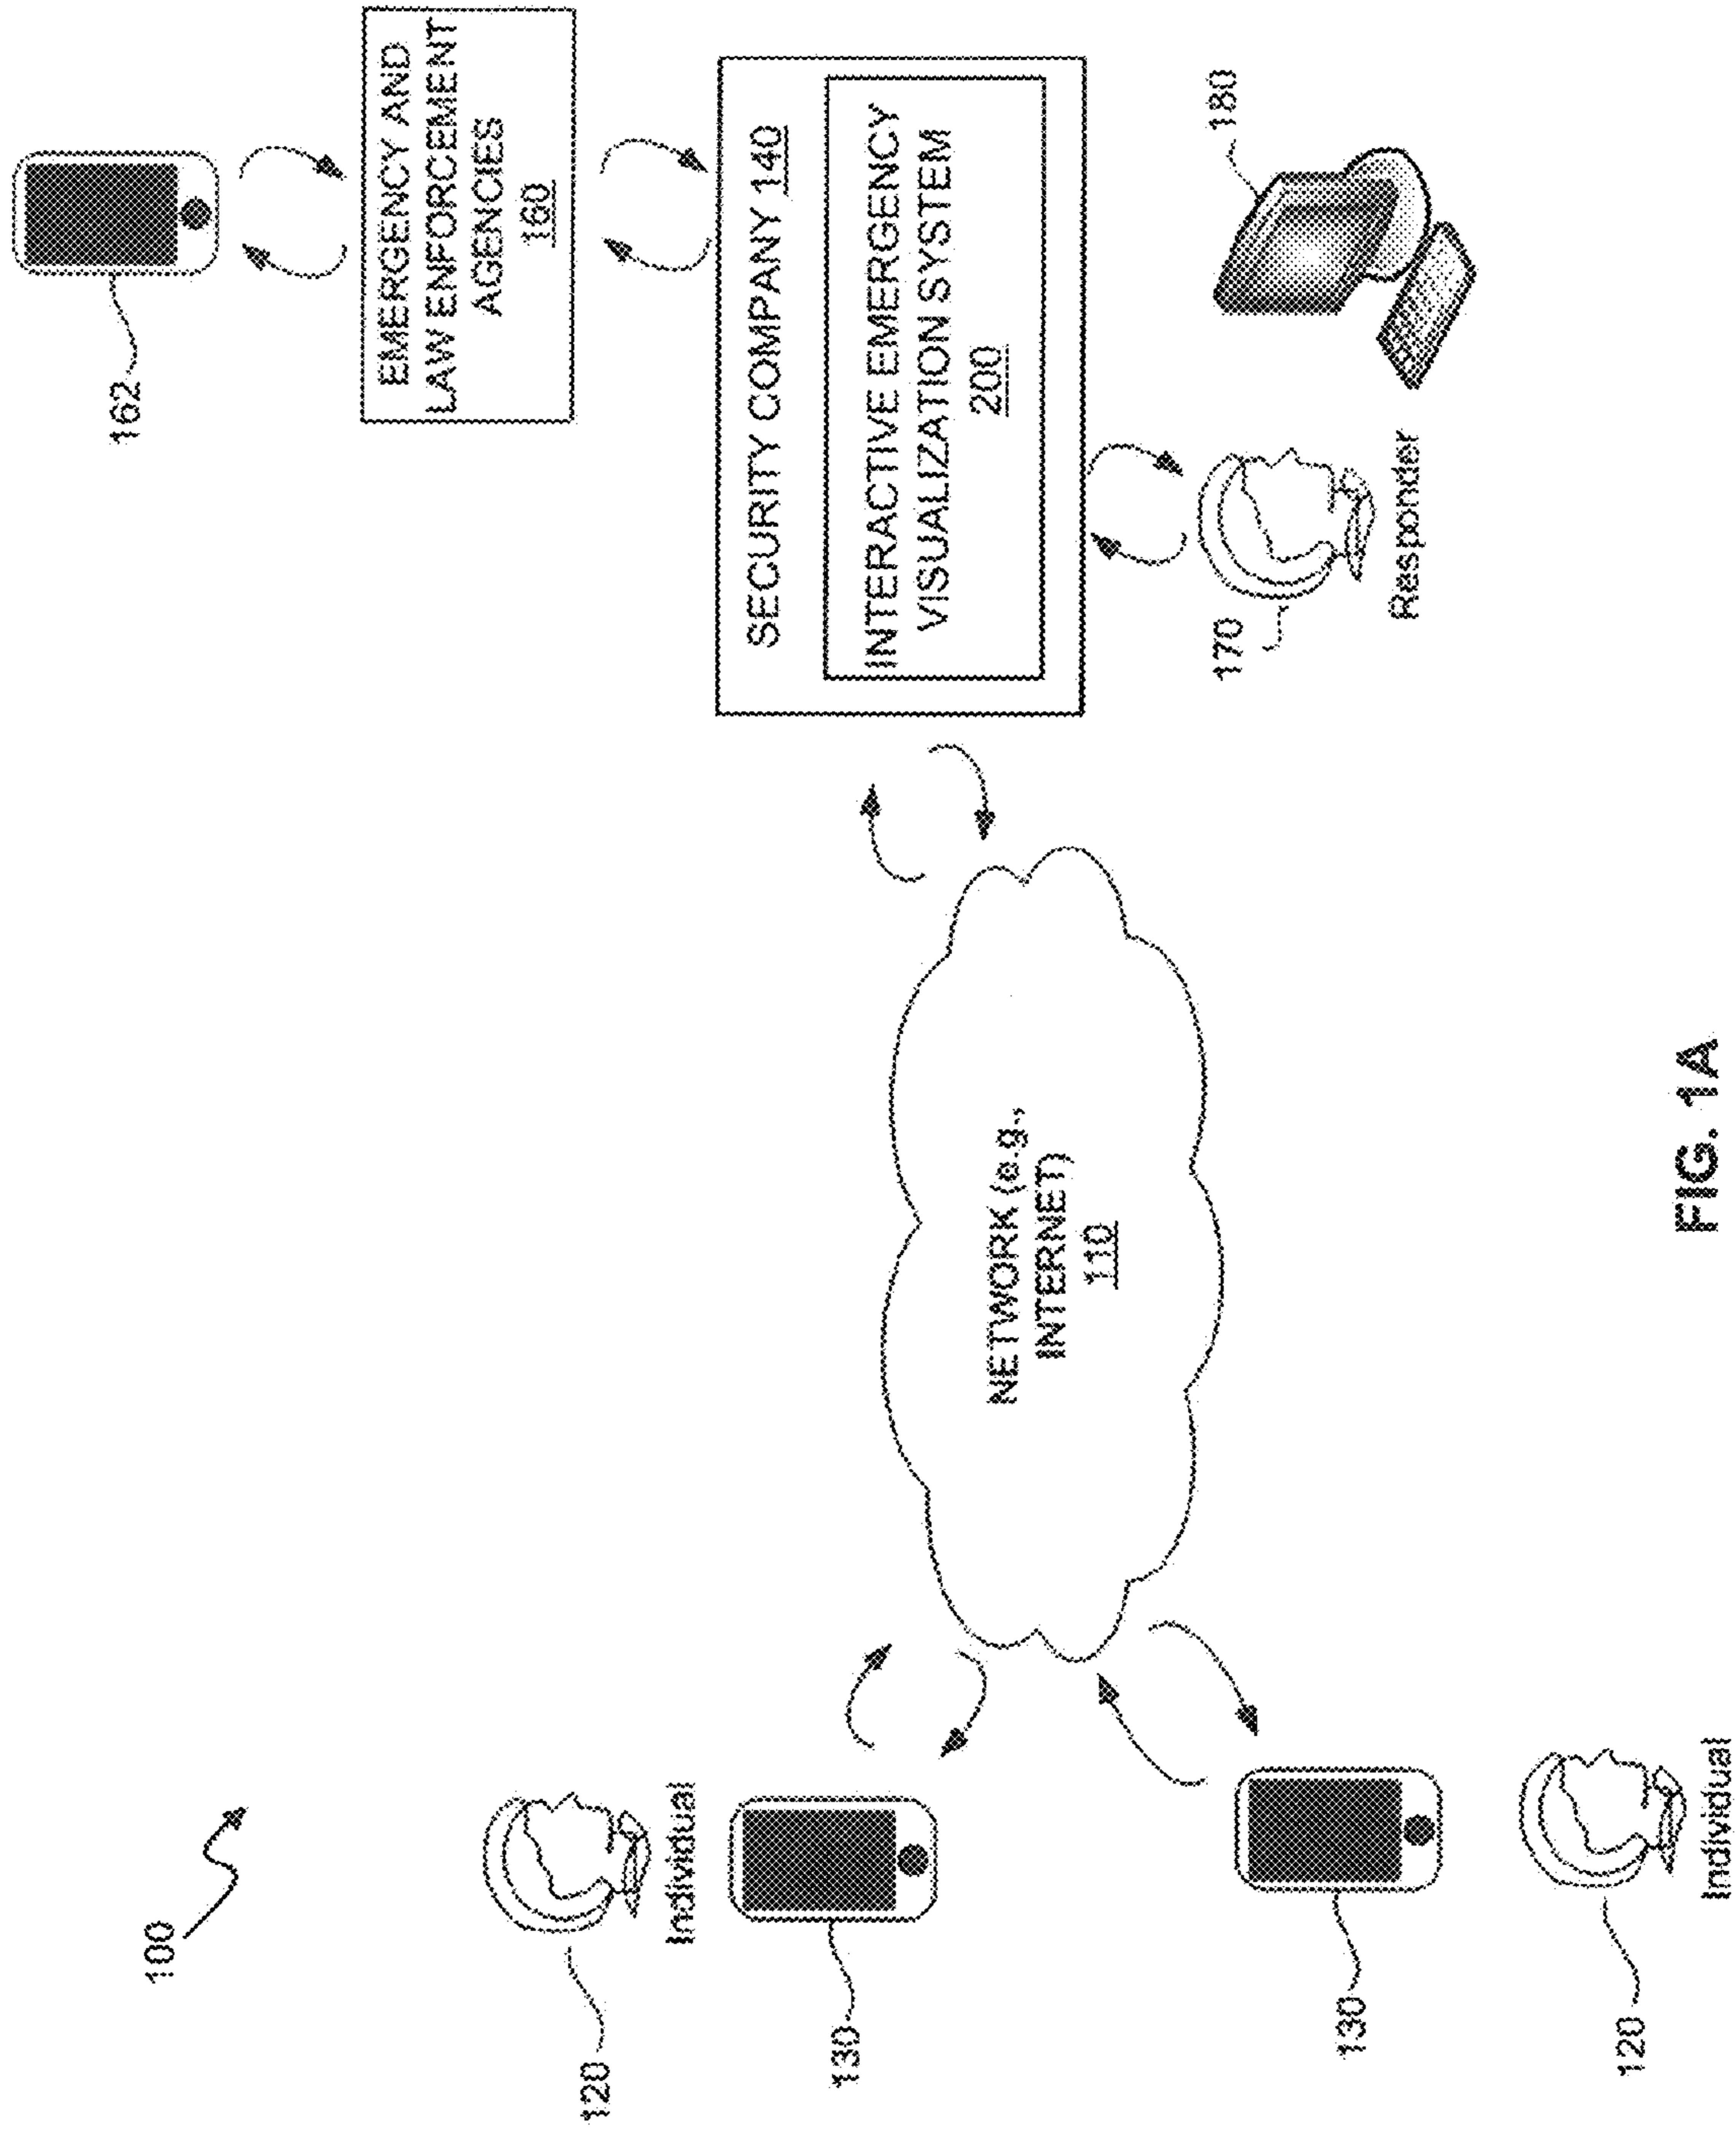 100
162
EMERGENCY AND
LAW ENFORCEMENT
AGENCIES
160
SECURITY COMPANY 140
INTERACTIVE EMERGENCY
VISUALIZATION SYSTEM
200
120
Individual
130
NETWORK (e.g.,
INTERNET)
110
170
Responder
180
130
120
Individual
FIG. 1A